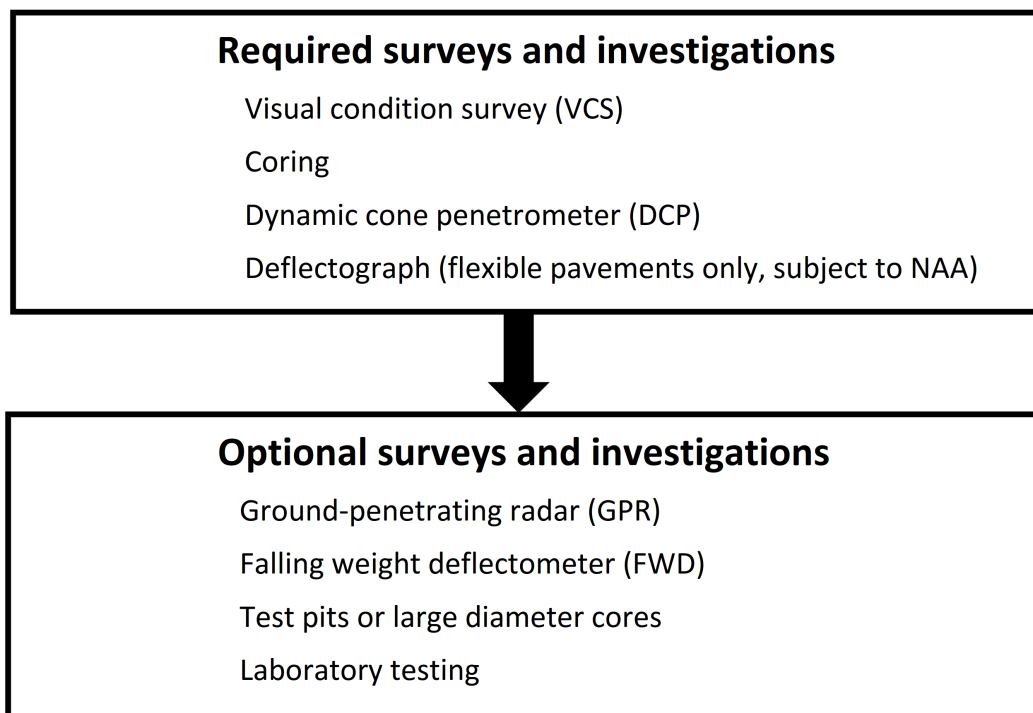 Required surveys and investigations
Visual condition survey (VCS)
Coring
Dynamic cone penetrometer (DCP)
Deflectograph (flexible pavements only, subject to NAA)
Optional surveys and investigations
Ground-penetrating radar (GPR)
Falling weight deflectometer (FWD)
Test pits or large diameter cores
Laboratory testing